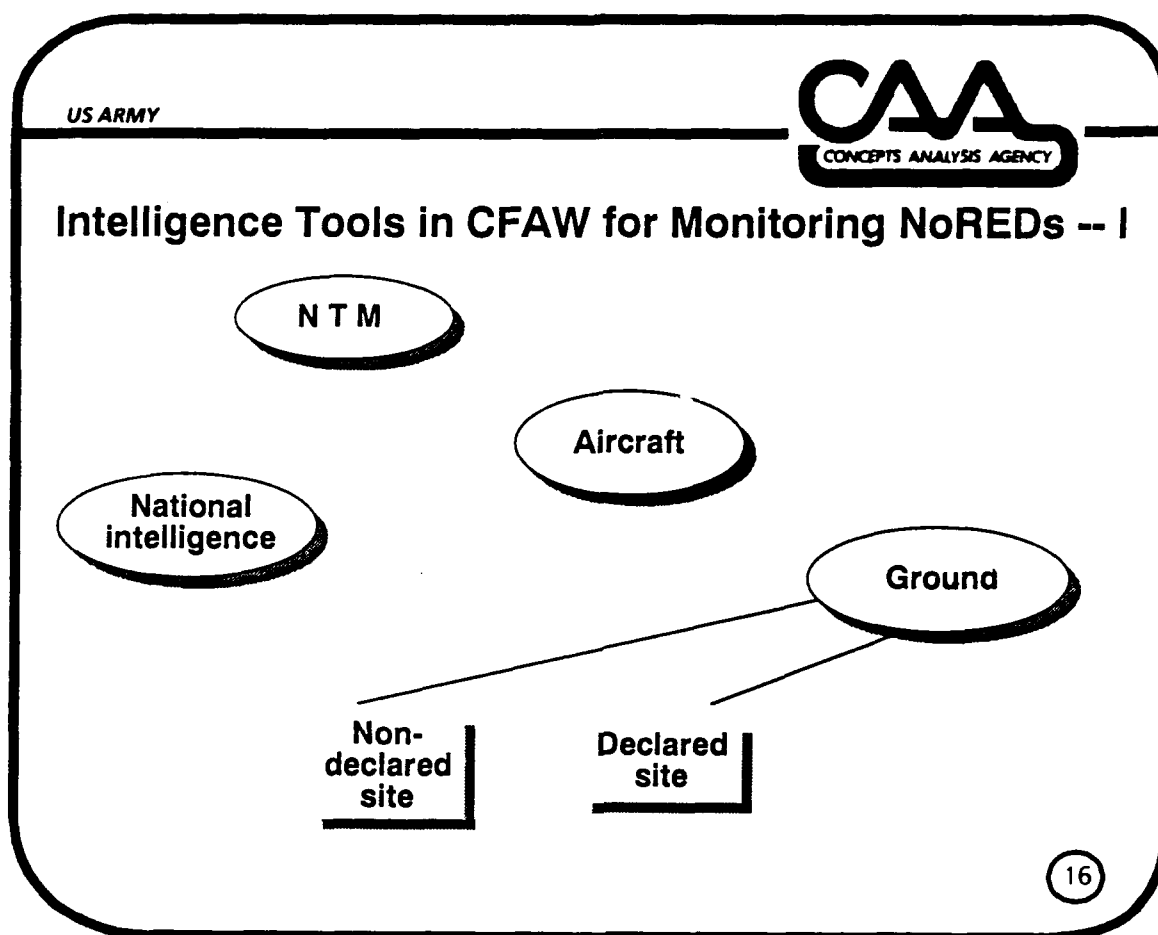 US ARMY
CAA
CONCEPTS ANALYSIS AGENCY
Intelligence Tools in CFAW for Monitoring NoREDs -- I
N T M
Aircraft
National
intelligence
Ground
Non-
declared
site
Declared
site
16